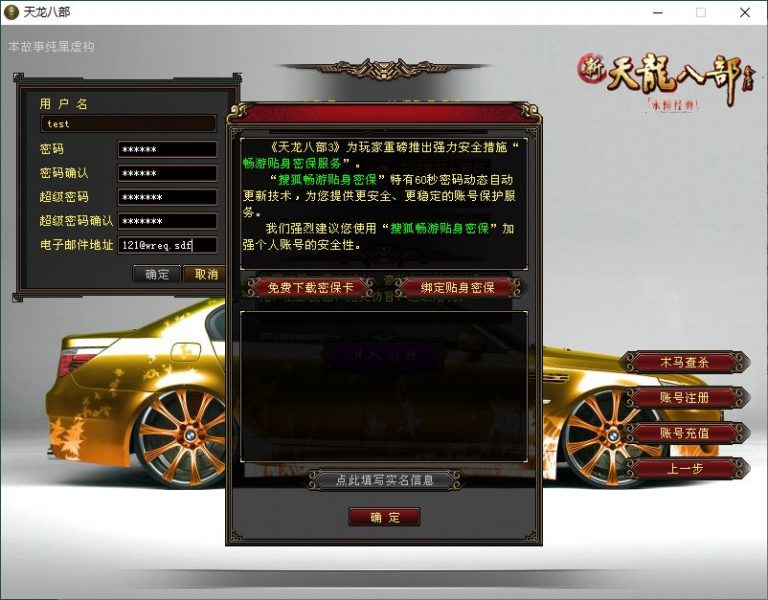 天龙八部
本故事纯属虚构
新天龍八部
永恒经典
用户名
test
密码 ******
密码确认 ******
超级密码 *******
超级密码确认 *******
电子邮件地址 121@wreq.sdf
确定 取消
《天龙八部3》为玩家重磅推出强力安全措施“
畅游贴身密保服务”。
“搜狐畅游贴身密保”特有60秒密码动态自动
更新技术,为您提供更安全、更稳定的账号保护服
务。
我们强烈建议您使用“搜狐畅游贴身密保”加
强个人账号的安全性。
免费下载密保卡 绑定贴身密保
进入游戏
点此填写实名信息
确定
木马查杀
账号注册
账号充值
上一步